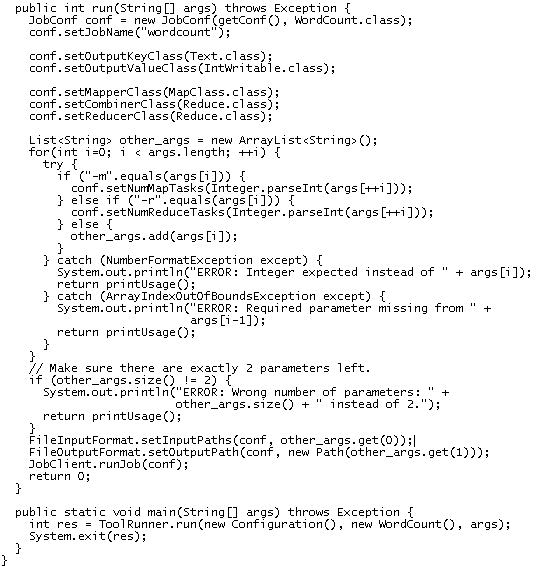 public int run(String[] args) throws Exception {
JobConf conf = new JobConf(getConf(), WordCount.class);
conf.setJobName("wordcount");
conf.setOutputKeyClass(Text.class);
conf.setOutputValueClass(IntWritable.class);
conf.setMapperClass(MapClass.class);
conf.setCombinerClass(Reduce.class);
conf.setReducerClass(Reduce.class);
List<String> other_args = new ArrayList<String>();
for(int i=0; i < args.length; ++i) {
try {
if ("-m".equals(args[i])) {
conf.setNumMapTasks(Integer.parseInt(args[++i]));
} else if ("-r".equals(args[i])) {
conf.setNumReduceTasks(Integer.parseInt(args[++i]));
} else {
other_args.add(args[i]);
}
} catch (NumberFormatException except) {
System.out.println("ERROR: Integer expected instead of " + args[i]);
return printUsage();
} catch (ArrayIndexOutOfBoundsException except) {
System.out.println("ERROR: Required parameter missing from " +
args[i-1]);
return printUsage();
}
}
// Make sure there are exactly 2 parameters left.
if (other_args.size() != 2) {
System.out.println("ERROR: Wrong number of parameters: " +
other_args.size() + " instead of 2.");
return printUsage();
}
FileInputFormat.setInputPaths(conf, other_args.get(0));
FileOutputFormat.setOutputPath(conf, new Path(other_args.get(1)));
JobClient.runJob(conf);
return 0;
}
public static void main(String[] args) throws Exception {
int res = ToolRunner.run(new Configuration(), new WordCount(), args);
System.exit(res);
}
}